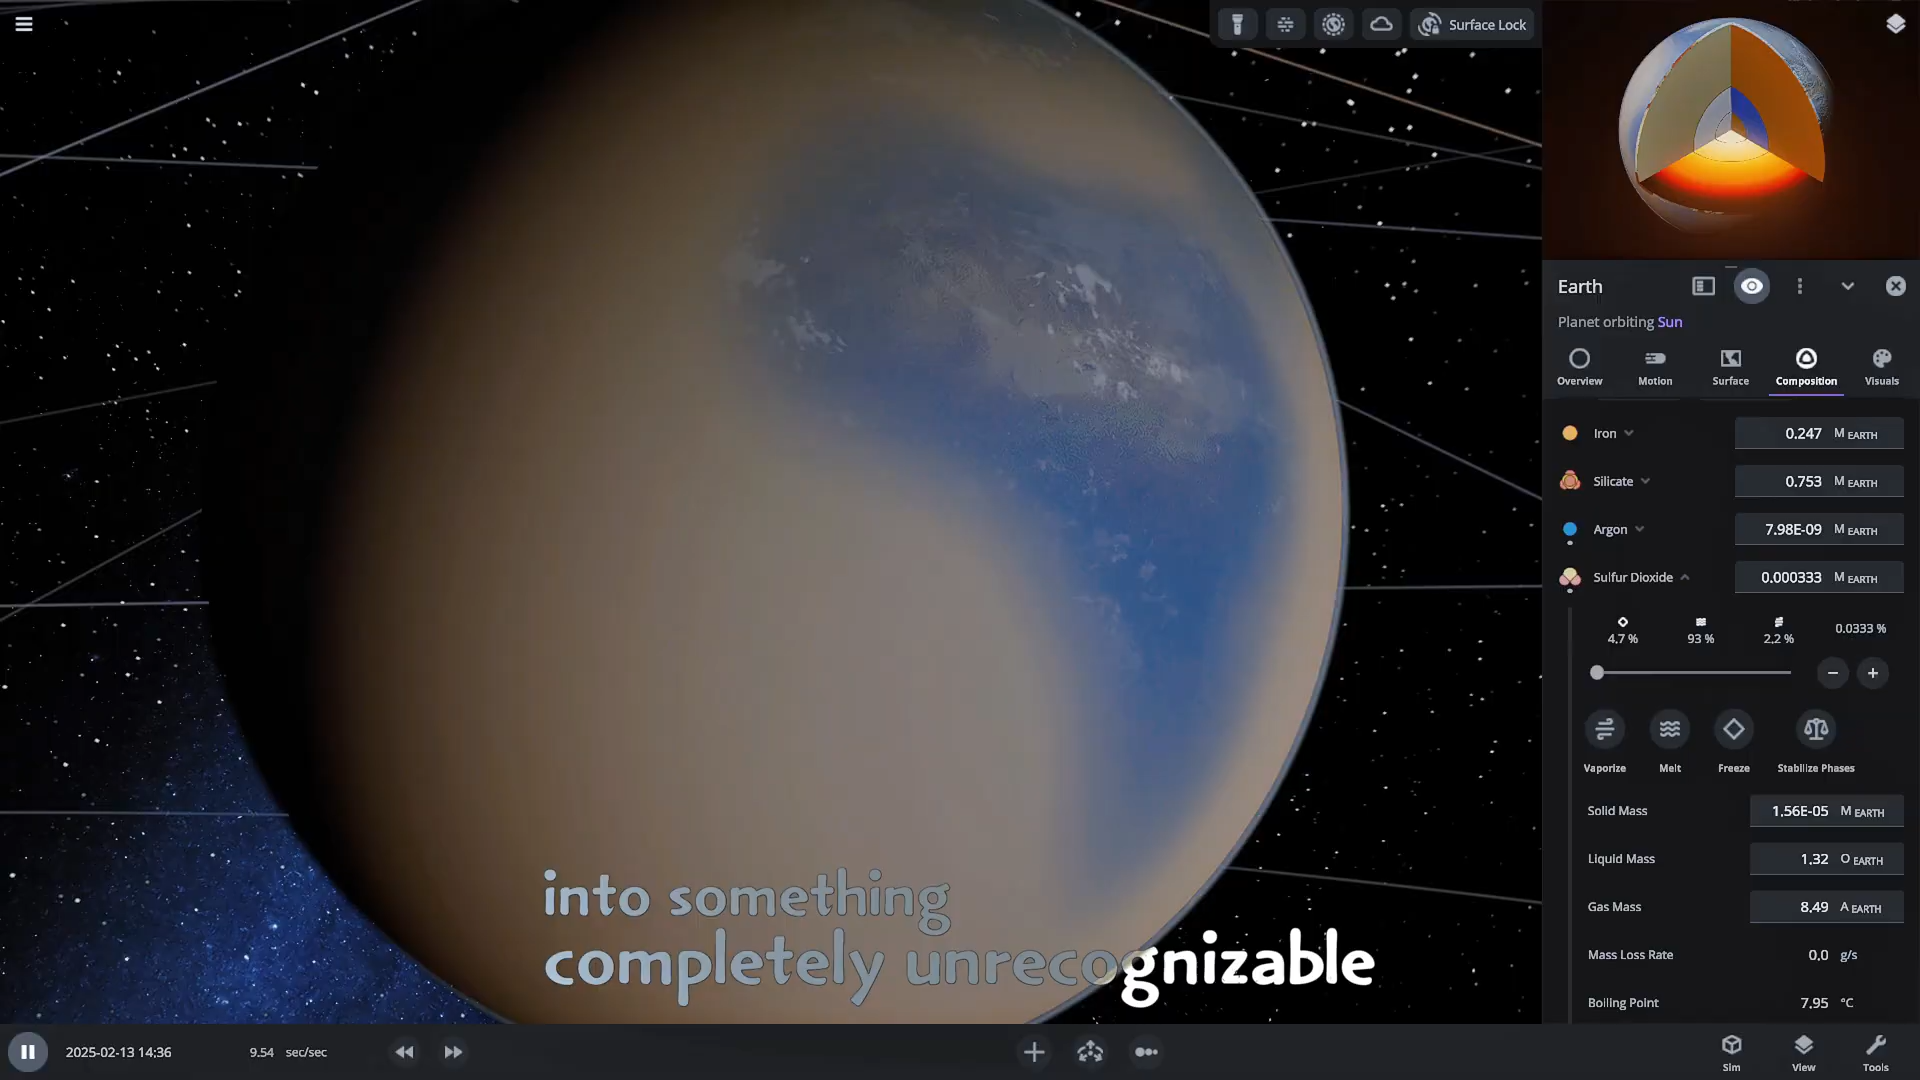 Surface Lock
Earth
Planet orbiting Sun
Overview Motion Surface Composition Visuals
Iron 0.247 M EARTH
Silicate 0.753 M EARTH
Argon 7.98E-09 M EARTH
Sulfur Dioxide 0.000333 M EARTH
4.7 % 93 % 2.2 % 0.0333 %
Vaporize Melt Freeze Stabilize Phases
Solid Mass 1.56E-05 M EARTH
Liquid Mass 1.32 O EARTH
Gas Mass 8.49 A EARTH
Mass Loss Rate 0.0 g/s
Boiling Point 7.95 °C
into something
completely unrecognizable
2025-02-13 14:36 9.54 sec/sec
Sim View Tools